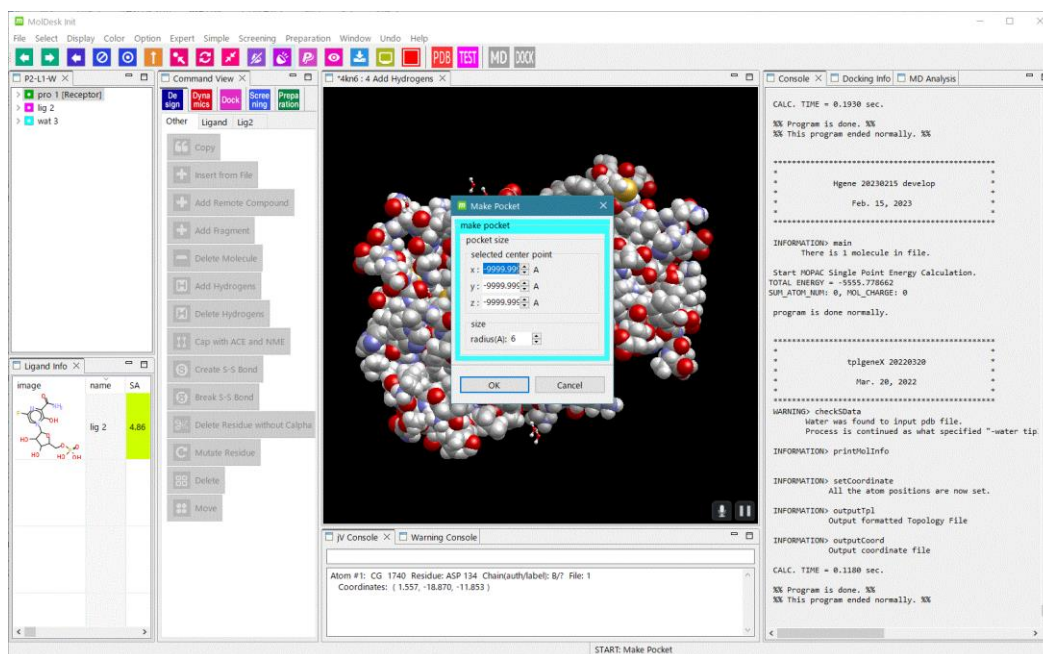 MolDesk Init
File Select Display Color Option Expert Simple Screening Preparation Window Undo Help
PDB TEST MD DOCK
P2-L1-W
pro 1 [Receptor]
lig 2
wat 3
Ligand Info
image name SA
lig 2 4.86
Command View
De sign
Dyna mics
Dock
Scree ning
Prepa ration
Other Ligand Lig2
Copy
Insert from File
Add Remote Compound
Add Fragment
Delete Molecule
Add Hydrogens
Delete Hydrogens
Cap with ACE and NME
Create S-S Bond
Break S-S Bond
Delete Residue without Calpha
Mutate Residue
Delete
Move
*4kn6 : 4 Add Hydrogens
Make Pocket
make pocket
pocket size
selected center point
x : -9999.999 A
y : -9999.999 A
z : -9999.999 A
size
radius(A): 6
OK Cancel
jV Console Warning Console
Atom #1: CG 1740 Residue: ASP 134 Chain(auth/label): B/? File: 1
Coordinates: ( 1.557, -18.870, -11.853 )
Console Docking Info MD Analysis
CALC. TIME = 0.1930 sec.
%% Program is done. %%
%% This program ended normally. %%
Hgene 20230215 develop
Feb. 15, 2023
INFORMATION> main
There is 1 molecule in file.
Start MOPAC Single Point Energy Calculation.
TOTAL ENERGY = -5555.778662
SUM_ATOM_NUM: 0, MOL_CHARGE: 0
program is done normally.
tplgeneX 20220320
Mar. 20, 2022
WARNING> checkSData
Water was found to input pdb file.
Process is continued as what specified "-water tip
INFORMATION> printMolInfo
INFORMATION> setCoordinate
All the atom positions are now set.
INFORMATION> outputTpl
Output formatted Topology File
INFORMATION> outputCoord
Output coordinate file
CALC. TIME = 0.1180 sec.
%% Program is done. %%
%% This program ended normally. %%
START: Make Pocket